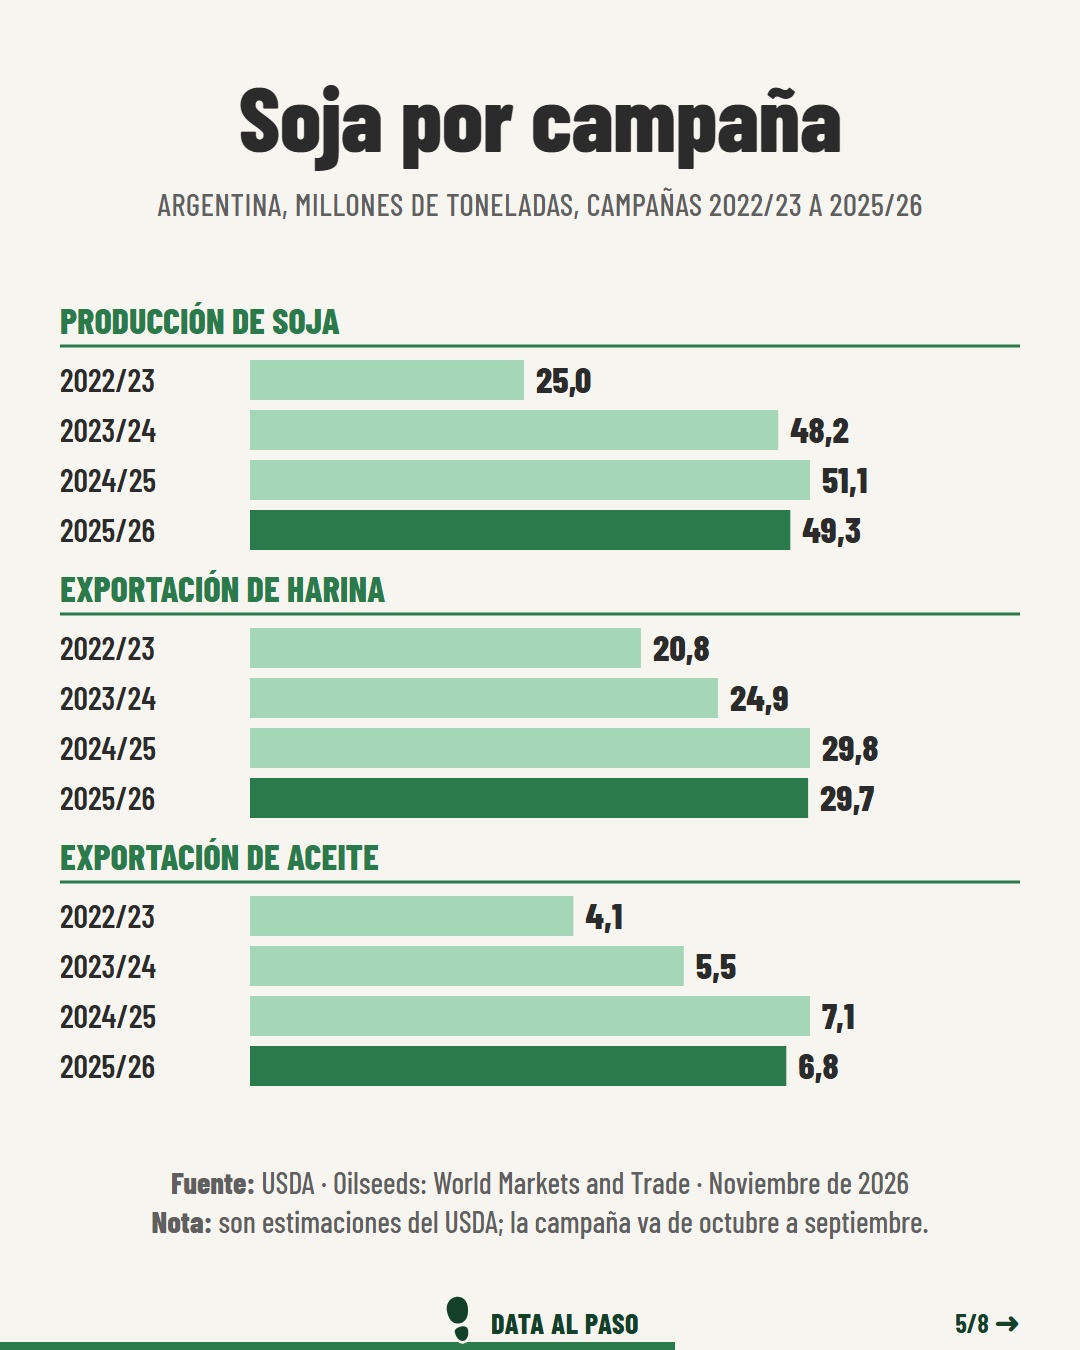 Soja por campaña
ARGENTINA, MILLONES DE TONELADAS, CAMPAÑAS 2022/23 A 2025/26
PRODUCCIÓN DE SOJA
2022/23 25,0
2023/24 48,2
2024/25 51,1
2025/26 49,3
EXPORTACIÓN DE HARINA
2022/23 20,8
2023/24 24,9
2024/25 29,8
2025/26 29,7
EXPORTACIÓN DE ACEITE
2022/23 4,1
2023/24 5,5
2024/25 7,1
2025/26 6,8
Fuente: USDA · Oilseeds: World Markets and Trade · Noviembre de 2026
Nota: son estimaciones del USDA; la campaña va de octubre a septiembre.
DATA AL PASO
5/8 →